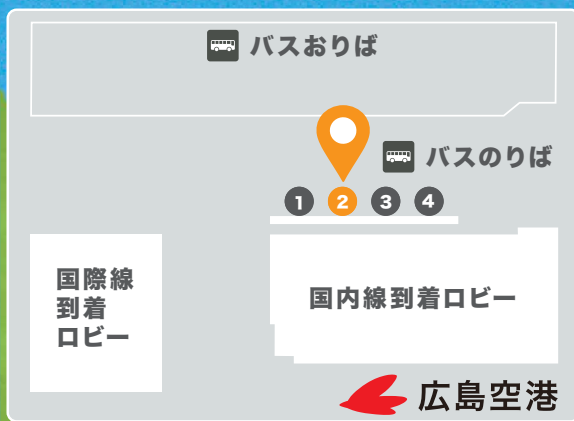 バスおりば
バスのりば
1 2 3 4
国際線
到着
ロビー
国内線到着ロビー
広島空港